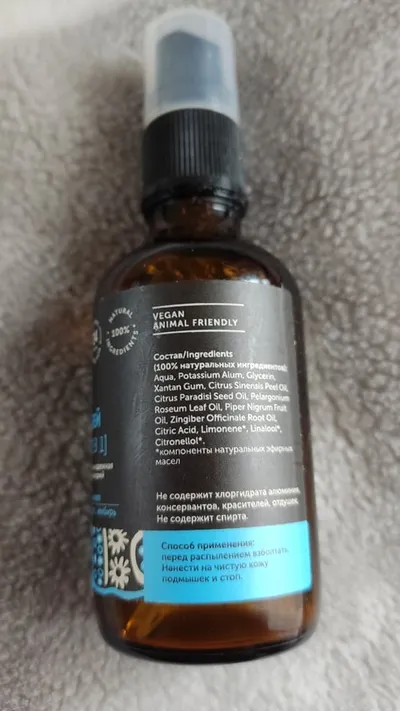 NATURAL
100%
INGREDIENTS
VEGAN
ANIMAL FRIENDLY
Состав/Ingredients
(100% натуральных ингредиентов):
Aqua, Potassium Alum, Glycerin,
Xantan Gum, Citrus Sinensis Peel Oil,
Citrus Paradisi Seed Oil, Pelargonium
Roseum Leaf Oil, Piper Nigrum Fruit
Oil, Zingiber Officinale Root Oil,
Citric Acid, Limonene*, Linalool*,
Citronellol*.
*компоненты натуральных эфирных
масел
Не содержит хлоргидрата алюминия,
консервантов, красителей, отдушек.
Не содержит спирта.
Способ применения:
перед распылением взболтать.
Нанести на чистую кожу
подмышек и стоп.